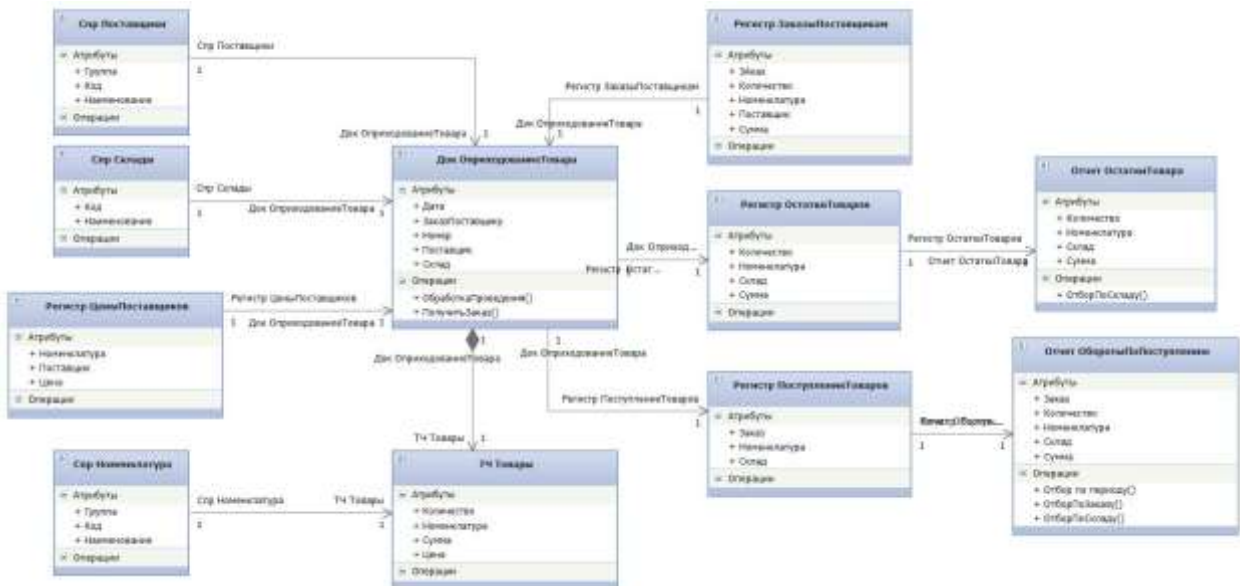 Спр Поставщики
Атрибуты
+ Группа
+ Код
+ Наименование
Операции
Спр Поставщики
1
Док ОприходованиеТовара
1
Регистр ЗаказыПоставщикам
Атрибуты
+ Заказ
+ Количество
+ Номенклатура
+ Поставщик
+ Сумма
Операции
Регистр ЗаказыПоставщикам
1
Док ОприходованиеТовара
1
Спр Склады
Атрибуты
+ Код
+ Наименование
Операции
Спр Склады
1
Док ОприходованиеТовара
1
Док ОприходованиеТовара
Атрибуты
+ Дата
+ ЗаказПоставщику
+ Номер
+ Поставщик
+ Склад
Операции
+ ОбработкаПроведения()
+ ПолучитьЗаказ()
Док Оприход...
Регистр Остат...
1
Регистр ОстаткиТоваров
Атрибуты
+ Количество
+ Номенклатура
+ Склад
+ Сумма
Операции
Регистр ОстаткиТоваров
1
Отчет ОстаткиТовара
Отчет ОстаткиТовара
Атрибуты
+ Количество
+ Номенклатура
+ Склад
+ Сумма
Операции
+ ОтборПоСкладу()
Регистр ЦеныПоставщиков
Атрибуты
+ Номенклатура
+ Поставщик
+ Цена
Операции
Регистр ЦеныПоставщиков
1
Док ОприходованиеТовара
1
1
Док ОприходованиеТовара
1
Док ОприходованиеТовара
Регистр ПоступлениеТоваров
1
Регистр ПоступлениеТоваров
Атрибуты
+ Заказ
+ Номенклатура
+ Склад
Операции
1
1
Отчет ОборотыПоПоступлению
Атрибуты
+ Заказ
+ Количество
+ Номенклатура
+ Склад
+ Сумма
Операции
+ Отбор по периоду()
+ ОтборПоЗаказу()
+ ОтборПоСкладу()
ТЧ Товары
1
Спр Номенклатура
Атрибуты
+ Группа
+ Код
+ Наименование
Операции
Спр Номенклатура
1
ТЧ Товары
1
ТЧ Товары
Атрибуты
+ Количество
+ Номенклатура
+ Сумма
+ Цена
Операции